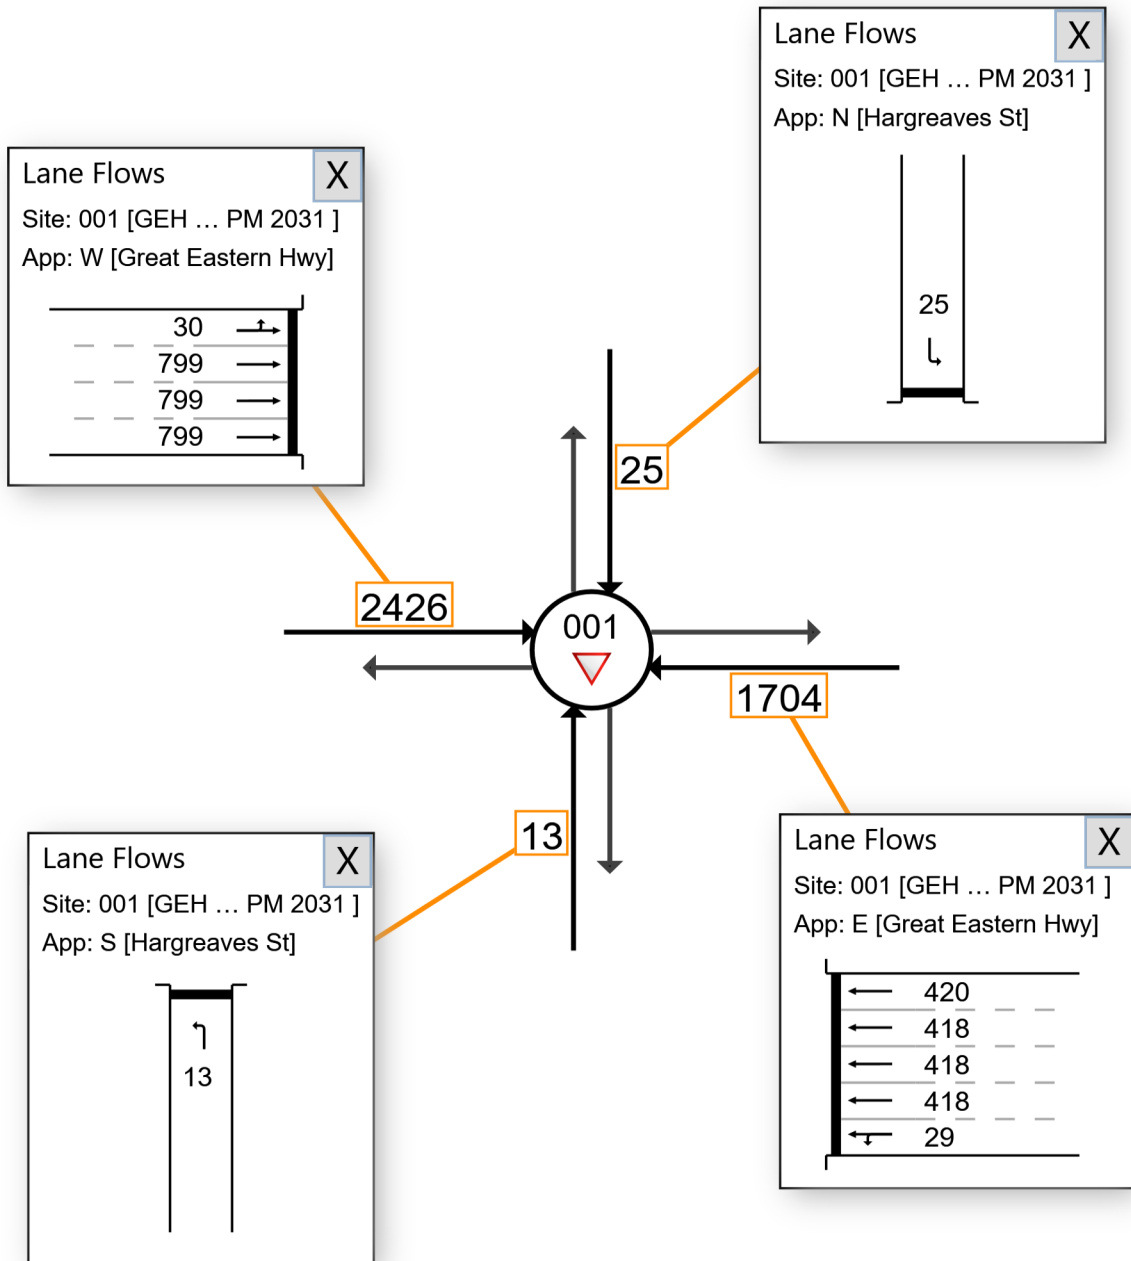 Lane Flows
X
Site: 001 [GEH ... PM 2031 ]
App: N [Hargreaves St]
25
Lane Flows
X
Site: 001 [GEH ... PM 2031 ]
App: W [Great Eastern Hwy]
30
799
799
799
25
2426
001
1704
13
Lane Flows
X
Site: 001 [GEH ... PM 2031 ]
App: S [Hargreaves St]
13
Lane Flows
X
Site: 001 [GEH ... PM 2031 ]
App: E [Great Eastern Hwy]
420
418
418
418
29